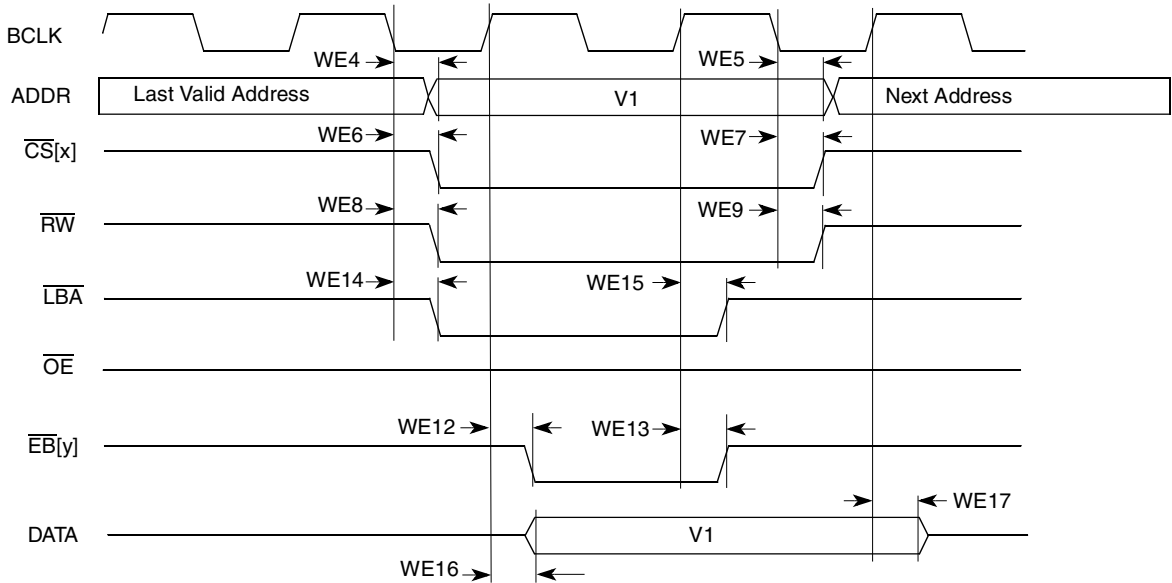 BCLK
WE4
WE5
ADDR
Last Valid Address
V1
Next Address
WE6
WE7
CS[x]
WE8
WE9
RW
WE14
WE15
LBA
OE
WE12
WE13
EB[y]
WE17
DATA
V1
WE16